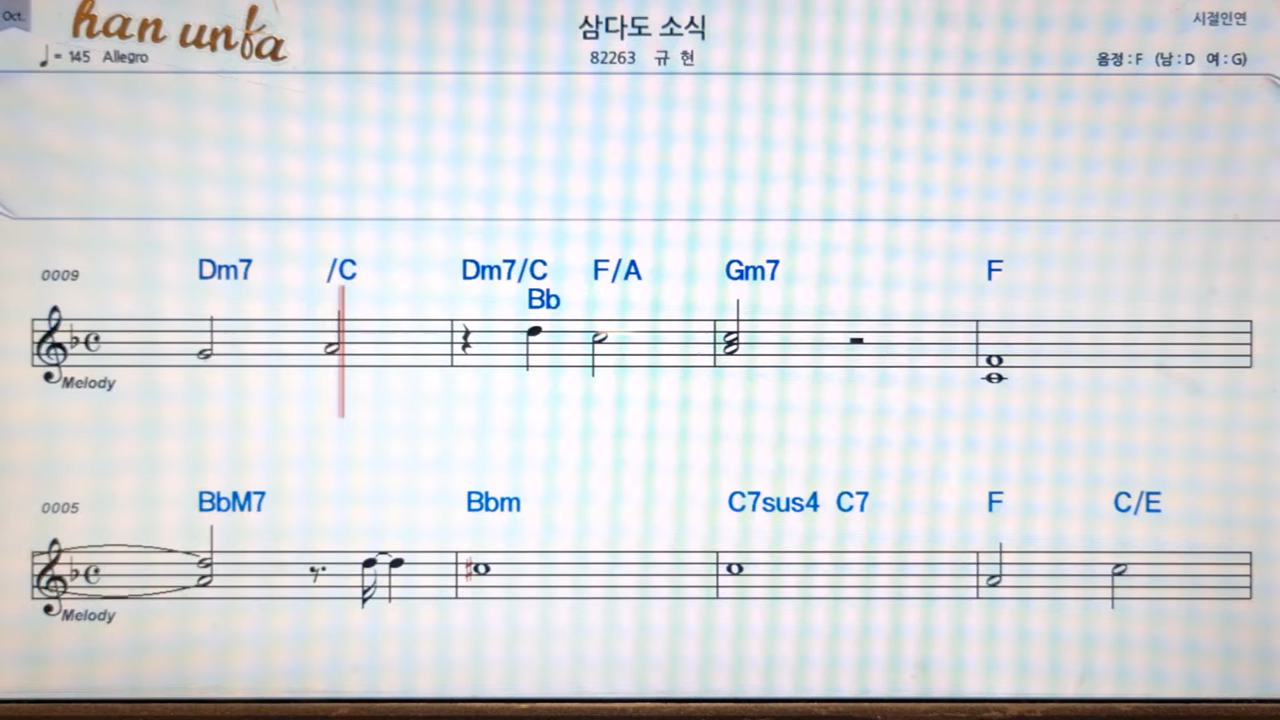 Oct.
han unfa
삼다도 소식
시절인연
♩= 145 Allegro
82263 규 현
음정 : F (남 : D 여 : G)
0009
Dm7 /C Dm7/C F/A Gm7 F
Bb
Melody
0005
BbM7 Bbm C7sus4 C7 F C/E
Melody